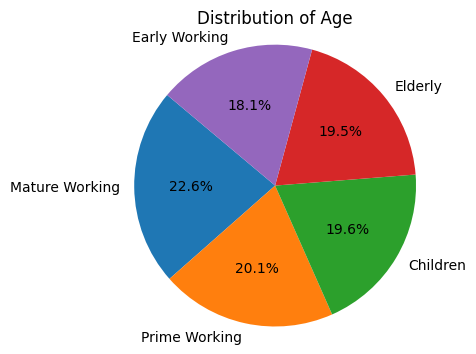 Distribution of Age
Early Working
18.1%
Elderly
19.5%
Mature Working
22.6%
Children
19.6%
Prime Working
20.1%